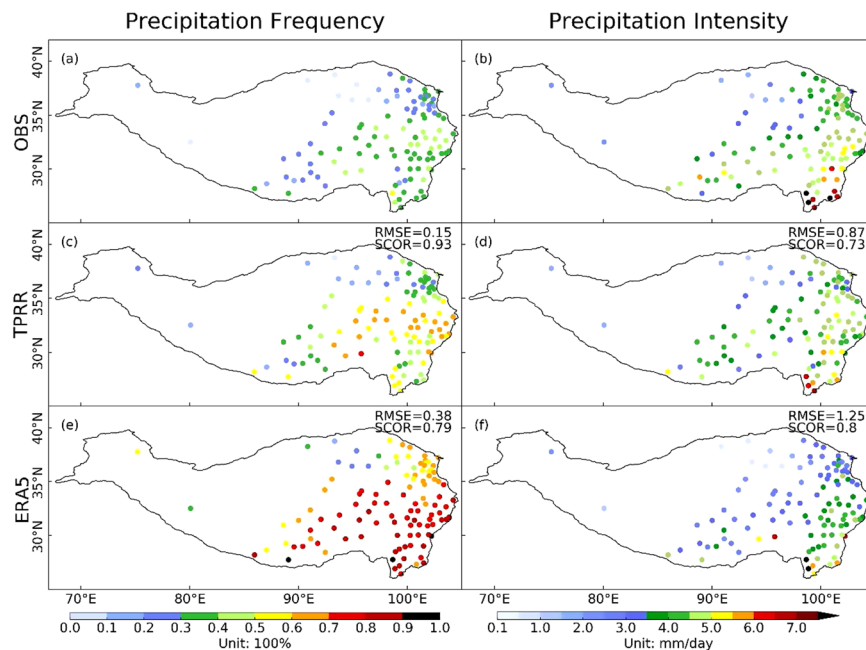 Precipitation Frequency
Precipitation Intensity
(a)
(b)
40°N
35°N
30°N
OBS
(c)
RMSE=0.15
SCOR=0.93
(d)
RMSE=0.87
SCOR=0.73
40°N
35°N
30°N
TPRR
(e)
RMSE=0.38
SCOR=0.79
(f)
RMSE=1.25
SCOR=0.8
40°N
35°N
30°N
ERA5
70°E 80°E 90°E 100°E
70°E 80°E 90°E 100°E
0.0 0.1 0.2 0.3 0.4 0.5 0.6 0.7 0.8 0.9 1.0
Unit: 100%
0.1 1.0 2.0 3.0 4.0 5.0 6.0 7.0
Unit: mm/day